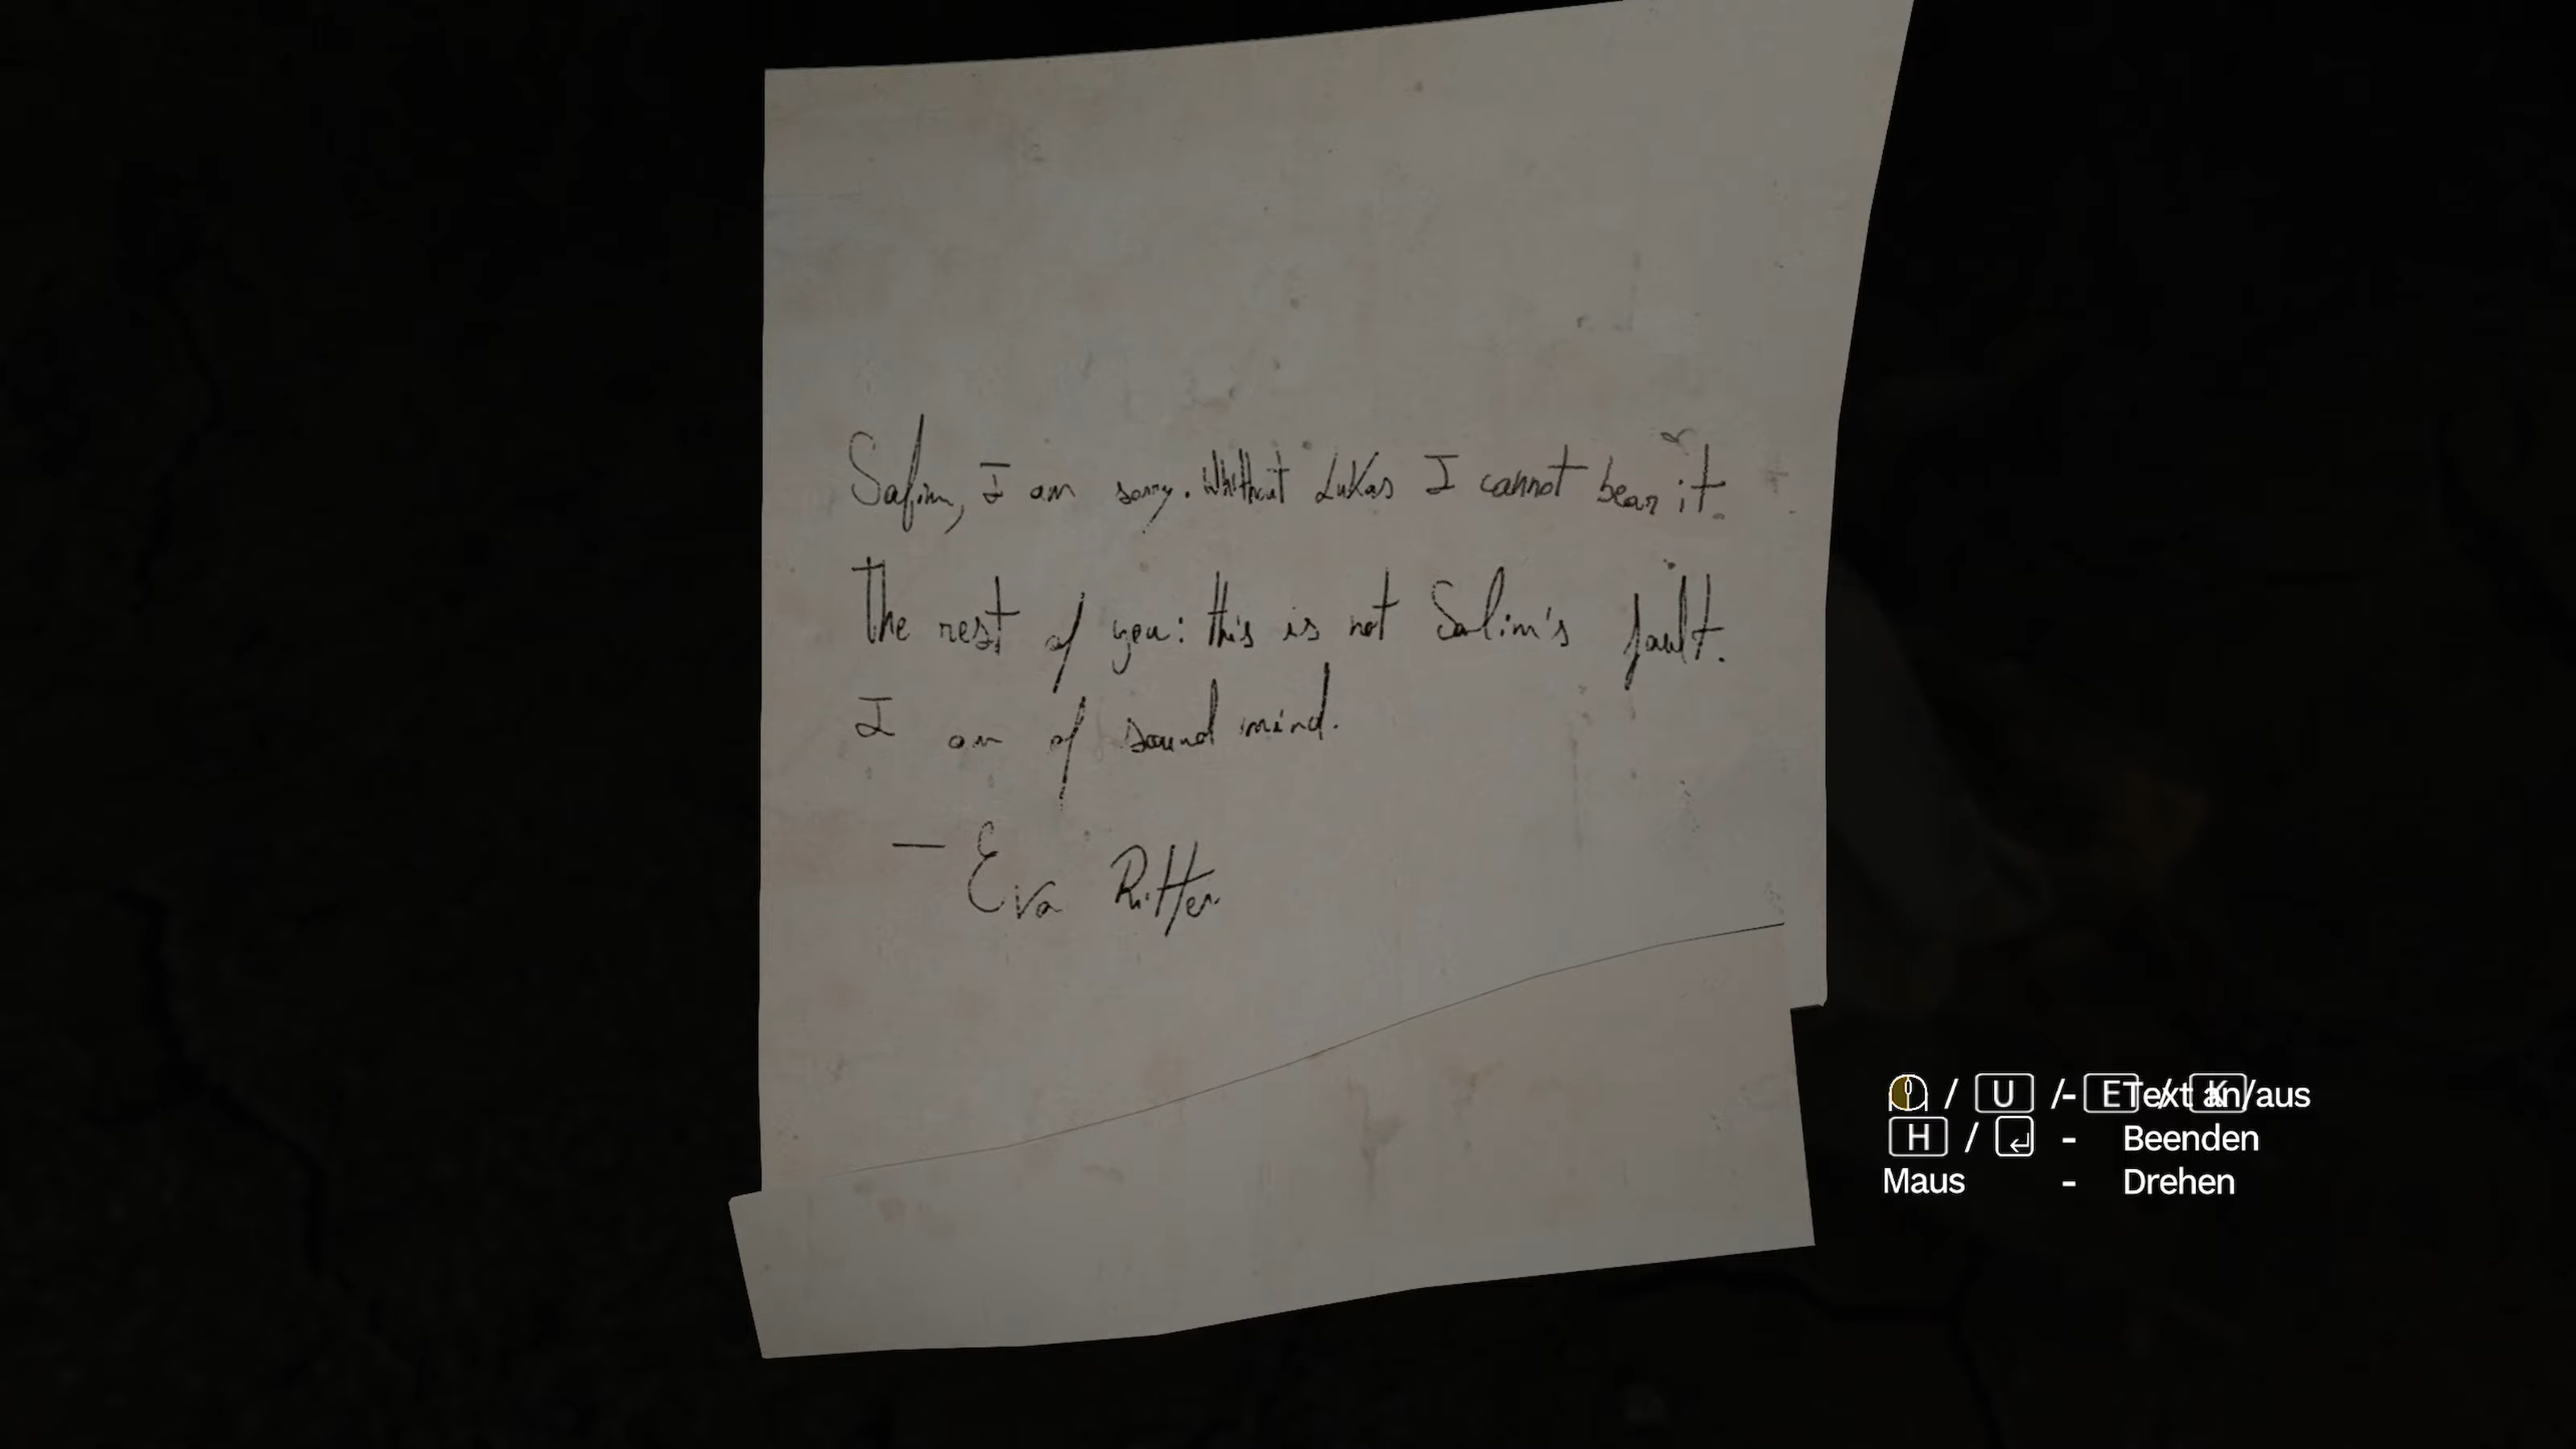 Salim, I am sorry. Whithout Lukas I cannot bear it.
The rest of you: this is not Salim's fault.
I am of sound mind.
— Eva Ritter
/ U / - E / K Text an/aus
H / ↵ - Beenden
Maus - Drehen